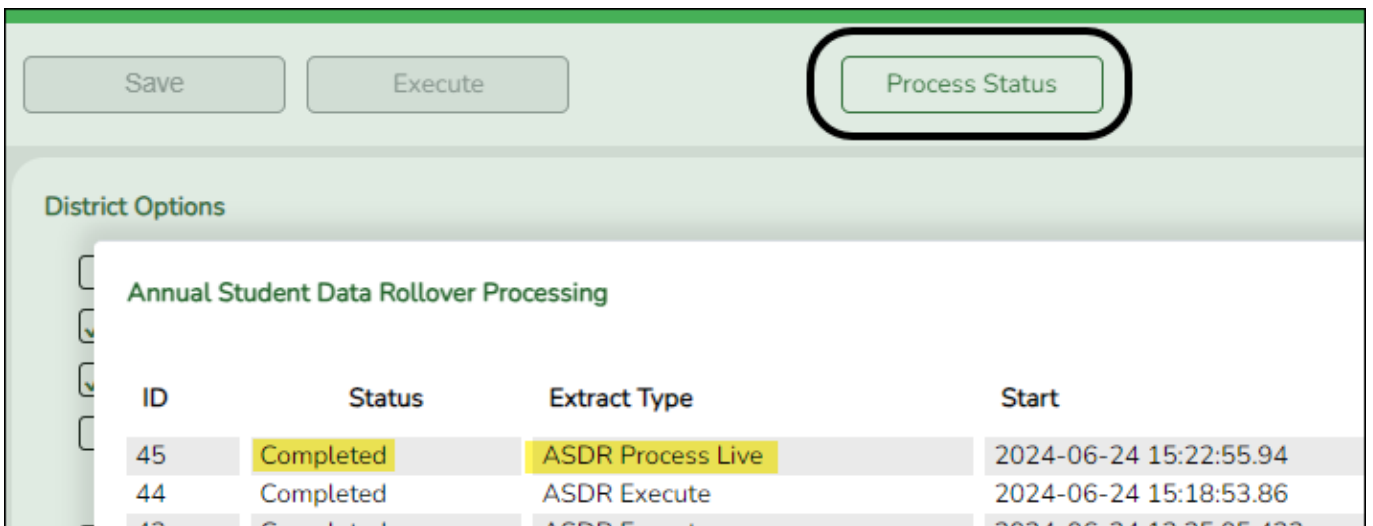 Save Execute Process Status
District Options
Annual Student Data Rollover Processing
ID Status Extract Type Start
45 Completed ASDR Process Live 2024-06-24 15:22:55.94
44 Completed ASDR Execute 2024-06-24 15:18:53.86